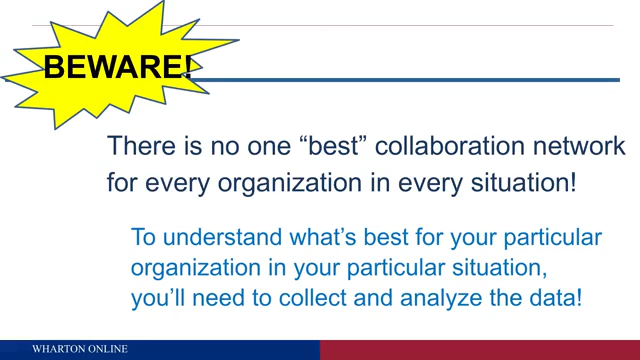 BEWARE!
There is no one “best” collaboration network
for every organization in every situation!
To understand what’s best for your particular
organization in your particular situation,
you’ll need to collect and analyze the data!
WHARTON ONLINE